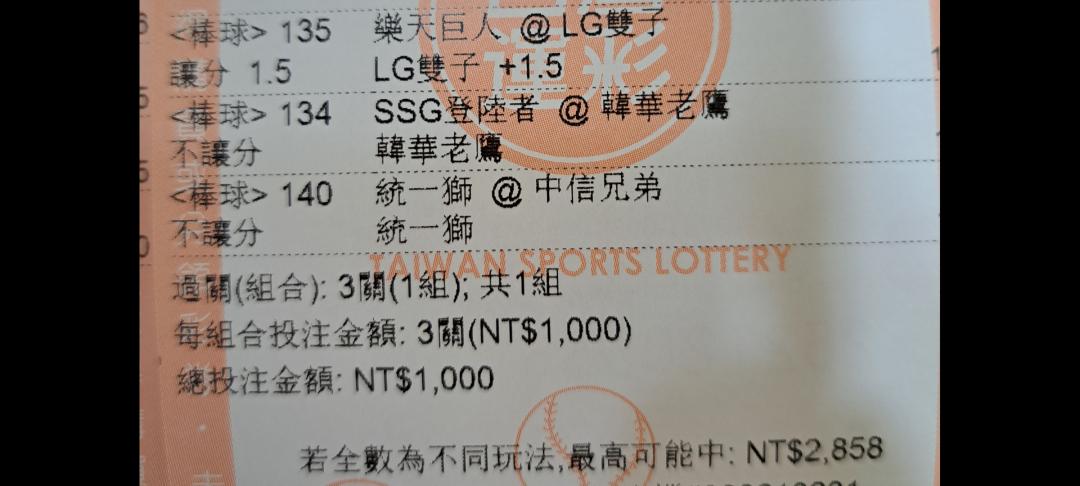 <棒球> 135 樂天巨人 @ LG雙子
讓分 1.5 LG雙子 +1.5
<棒球> 134 SSG登陸者 @ 韓華老鷹
不讓分 韓華老鷹
<棒球> 140 統一獅 @ 中信兄弟
不讓分 統一獅
TAIWAN SPORTS LOTTERY
過關(組合): 3關(1組); 共1組
每組合投注金額: 3關(NT$1,000)
總投注金額: NT$1,000
若全數為不同玩法,最高可能中: NT$2,858